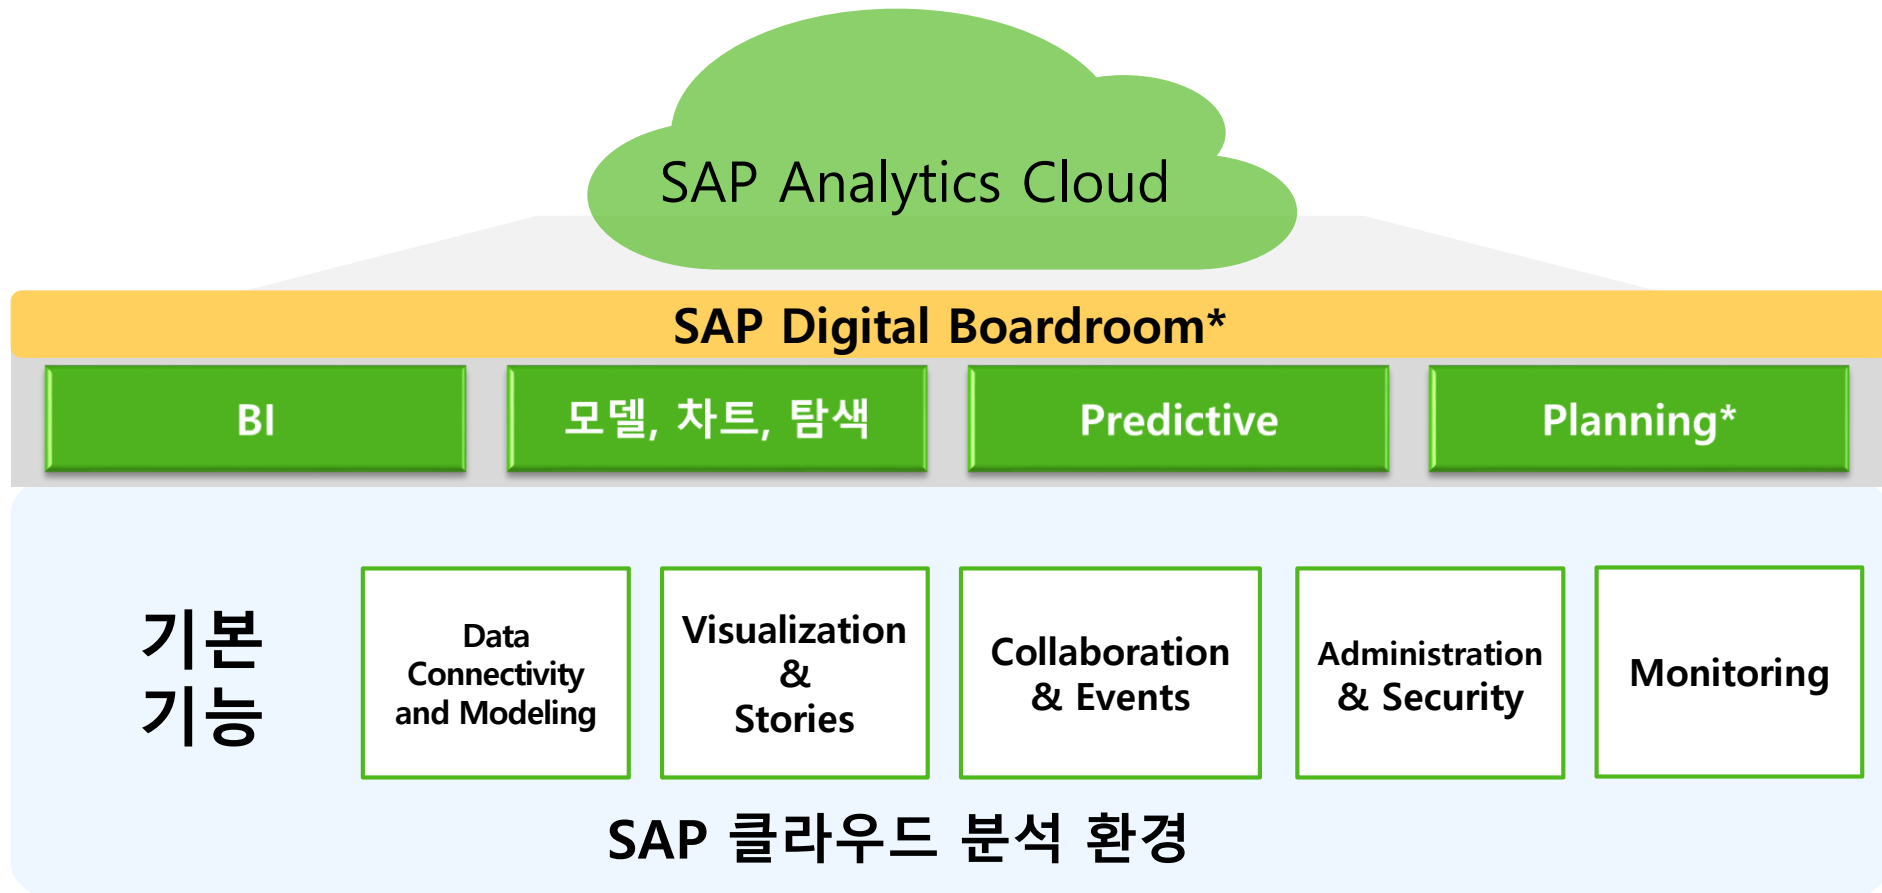 SAP Analytics Cloud
SAP Digital Boardroom*
BI
모델, 차트, 탐색
Predictive
Planning*
기본
기능
Data
Connectivity
and Modeling
Visualization
&
Stories
Collaboration
& Events
Administration
& Security
Monitoring
SAP 클라우드 분석 환경